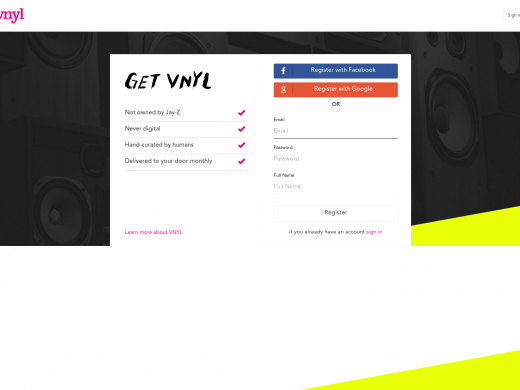 vnyl
Sign in
GET VNYL
Not owned by Jay-Z
Never digital
Hand-curated by humans
Delivered to your door monthly
Learn more about VNYL
Register with Facebook
Register with Google
OR
Email
Email
Password
Password
Full Name
Full Name
Register
If you already have an account sign in